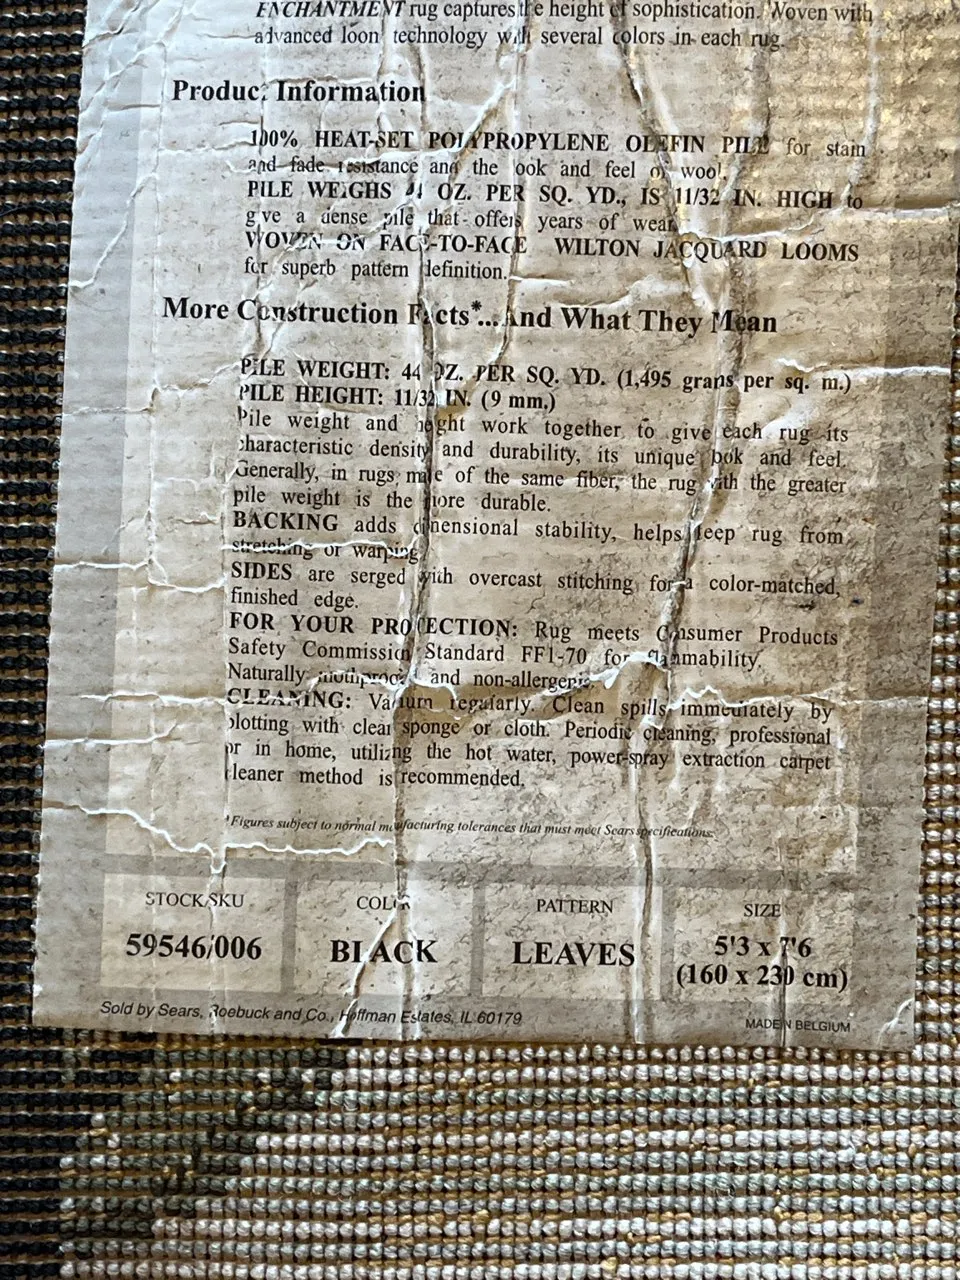 ENCHANTMENT rug captures the height of sophistication. Woven with
advanced loom technology with several colors in each rug.
Product Information
100% HEAT-SET POLYPROPYLENE OLEFIN PILE for stain
and fade resistance and the look and feel of wool.
PILE WEIGHS 44 OZ. PER SQ. YD., IS 11/32 IN. HIGH to
give a dense pile that offers years of wear.
WOVEN ON FACE-TO-FACE WILTON JACQUARD LOOMS
for superb pattern definition.
More Construction Facts*...And What They Mean
PILE WEIGHT: 44 OZ. PER SQ. YD. (1,495 grams per sq. m.)
PILE HEIGHT: 11/32 IN. (9 mm.)
Pile weight and height work together to give each rug its
characteristic density and durability, its unique look and feel.
Generally, in rugs made of the same fiber, the rug with the greater
pile weight is the more durable.
BACKING adds dimensional stability, helps keep rug from
stretching or warping.
SIDES are serged with overcast stitching for a color-matched,
finished edge.
FOR YOUR PROTECTION: Rug meets Consumer Products
Safety Commission Standard FF1-70 for flammability.
Naturally mothproof and non-allergenic.
CLEANING: Vacuum regularly. Clean spills immediately by
blotting with clean sponge or cloth. Periodic cleaning, professional
or in home, utilizing the hot water, power-spray extraction carpet
cleaner method is recommended.
*Figures subject to normal manufacturing tolerances that must meet Sears specifications.
STOCK/SKU COLOR PATTERN SIZE
59546/006 BLACK LEAVES 5'3 x 7'6
(160 x 230 cm)
Sold by Sears, Roebuck and Co., Hoffman Estates, IL 60179
MADE IN BELGIUM